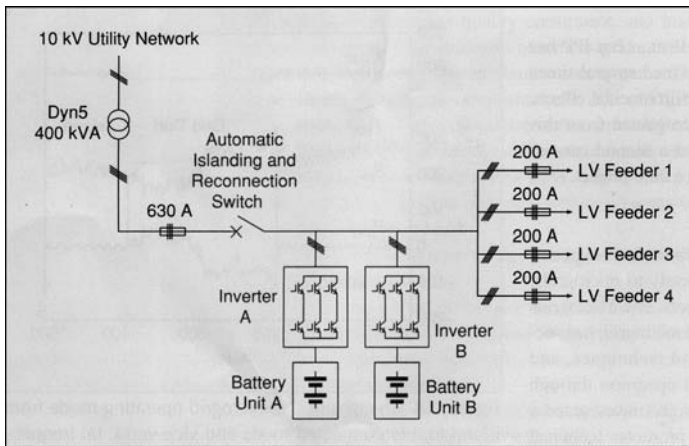 10 kV Utility Network
Dyn5
400 kVA
Automatic
Islanding and
Reconnection
Switch
630 A
200 A
LV Feeder 1
200 A
LV Feeder 2
200 A
LV Feeder 3
200 A
LV Feeder 4
Inverter
A
Inverter
B
Battery
Unit A
Battery
Unit B